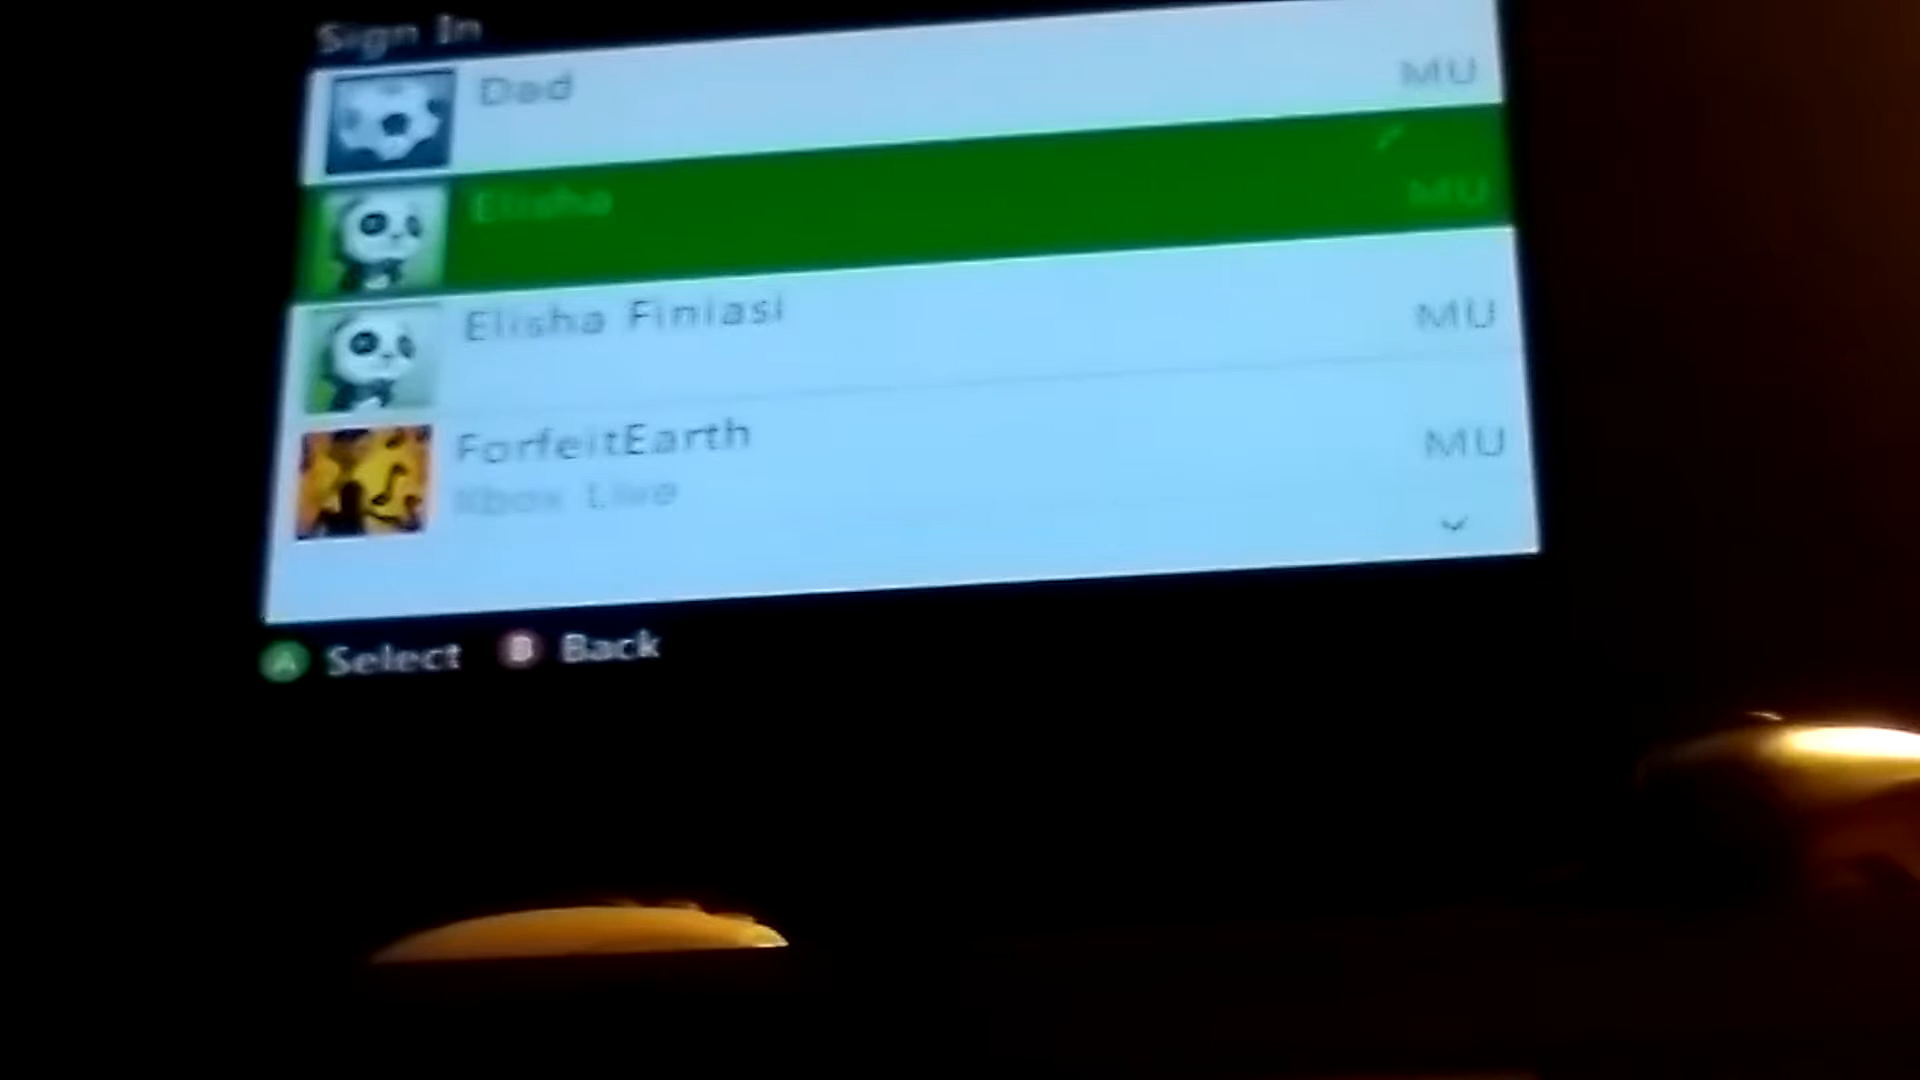 Sign In
Dad MU
Elisha MU
Elisha Finiasi MU
ForfeitEarth MU
Xbox Live
A Select B Back